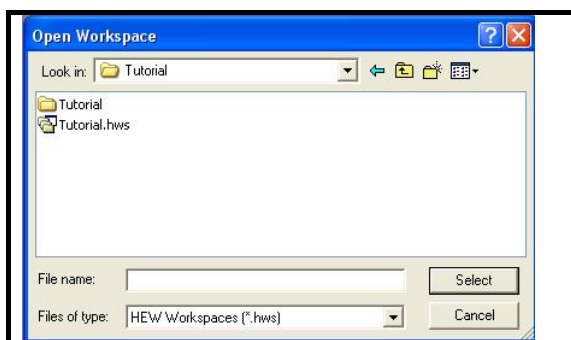 Open Workspace
Look in: Tutorial
Tutorial
Tutorial.hws
File name: Select
Files of type: HEW Workspaces (*.hws) Cancel